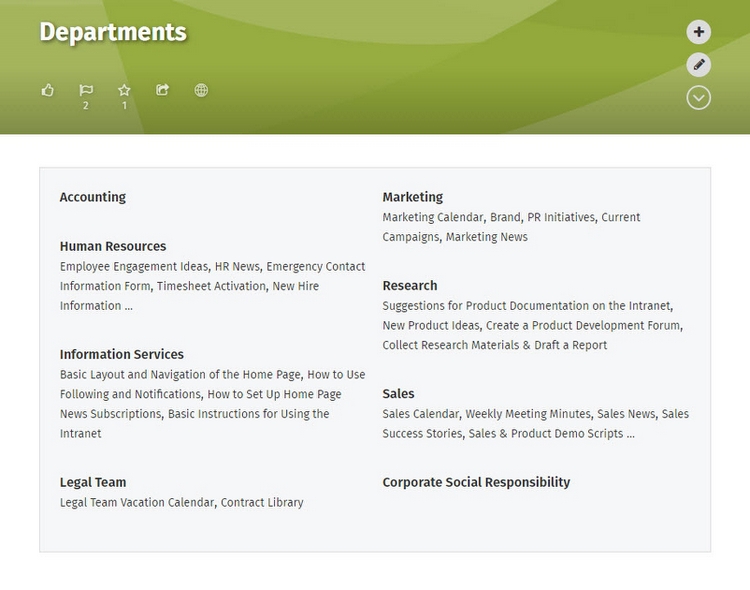 Departments
2
1
Accounting
Human Resources
Employee Engagement Ideas, HR News, Emergency Contact
Information Form, Timesheet Activation, New Hire
Information ...
Information Services
Basic Layout and Navigation of the Home Page, How to Use
Following and Notifications, How to Set Up Home Page
News Subscriptions, Basic Instructions for Using the
Intranet
Legal Team
Legal Team Vacation Calendar, Contract Library
Marketing
Marketing Calendar, Brand, PR Initiatives, Current
Campaigns, Marketing News
Research
Suggestions for Product Documentation on the Intranet,
New Product Ideas, Create a Product Development Forum,
Collect Research Materials & Draft a Report
Sales
Sales Calendar, Weekly Meeting Minutes, Sales News, Sales
Success Stories, Sales & Product Demo Scripts ...
Corporate Social Responsibility